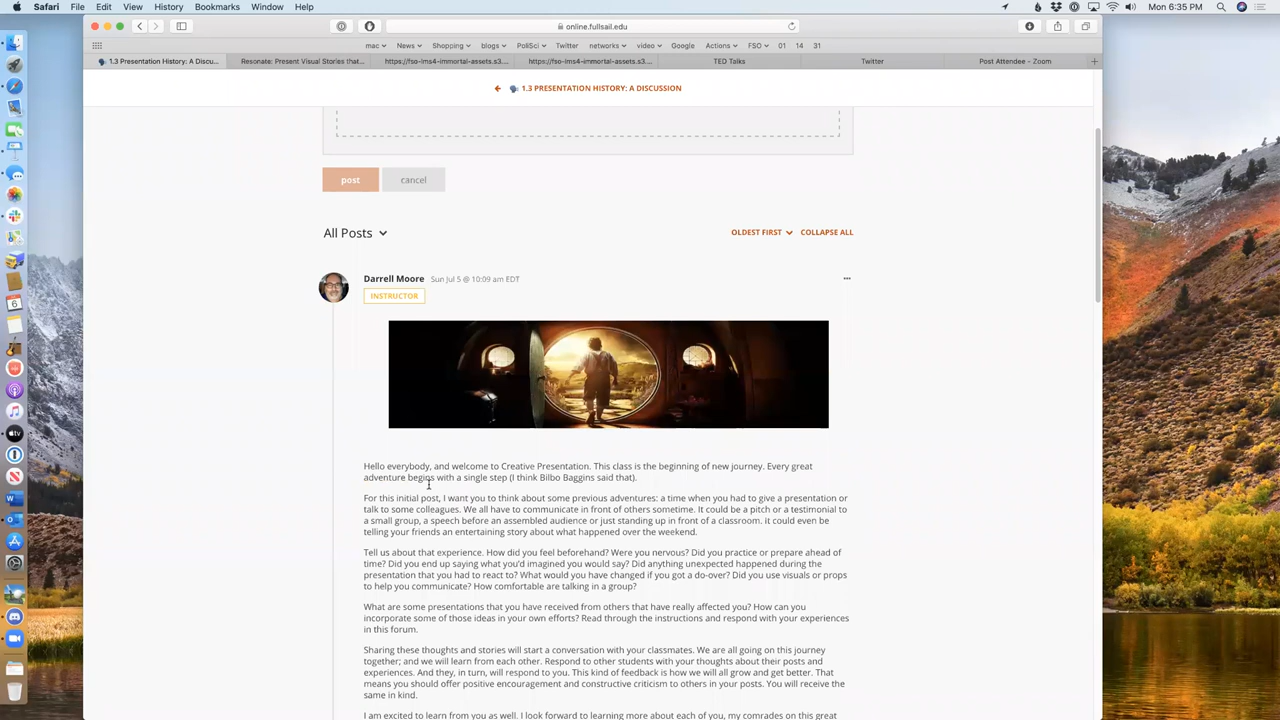 Safari File Edit View History Bookmarks Window Help Mon 6:35 PM
online.fullsail.edu
mac News Shopping blogs PoliSci Twitter networks video Google Actions FSO 01 14 31
1.3 Presentation History: A Discu... Resonate: Present Visual Stories that... https://fso-lms4-immortal-assets.s3.... https://fso-lms4-immortal-assets.s3.... TED Talks Twitter Post Attendee - Zoom
1.3 PRESENTATION HISTORY: A DISCUSSION
post cancel
All Posts OLDEST FIRST COLLAPSE ALL
Darrell Moore Sun Jul 5 @ 10:09 am EDT
INSTRUCTOR
Hello everybody, and welcome to Creative Presentation. This class is the beginning of new journey. Every great
adventure begins with a single step (I think Bilbo Baggins said that).
For this initial post, I want you to think about some previous adventures: a time when you had to give a presentation or
talk to some colleagues. We all have to communicate in front of others sometime. It could be a pitch or a testimonial to
a small group, a speech before an assembled audience or just standing up in front of a classroom. it could even be
telling your friends an entertaining story about what happened over the weekend.
Tell us about that experience. How did you feel beforehand? Were you nervous? Did you practice or prepare ahead of
time? Did you end up saying what you'd imagined you would say? Did anything unexpected happened during the
presentation that you had to react to? What would you have changed if you got a do-over? Did you use visuals or props
to help you communicate? How comfortable are talking in a group?
What are some presentations that you have received from others that have really affected you? How can you
incorporate some of those ideas in your own efforts? Read through the instructions and respond with your experiences
in this forum.
Sharing these thoughts and stories will start a conversation with your classmates. We are all going on this journey
together; and we will learn from each other. Respond to other students with your thoughts about their posts and
experiences. And they, in turn, will respond to you. This kind of feedback is how we will all grow and get better. That
means you should offer positive encouragement and constructive criticism to others in your posts. You will receive the
same in kind.
I am excited to learn from you as well. I look forward to learning more about each of you, my comrades on this great